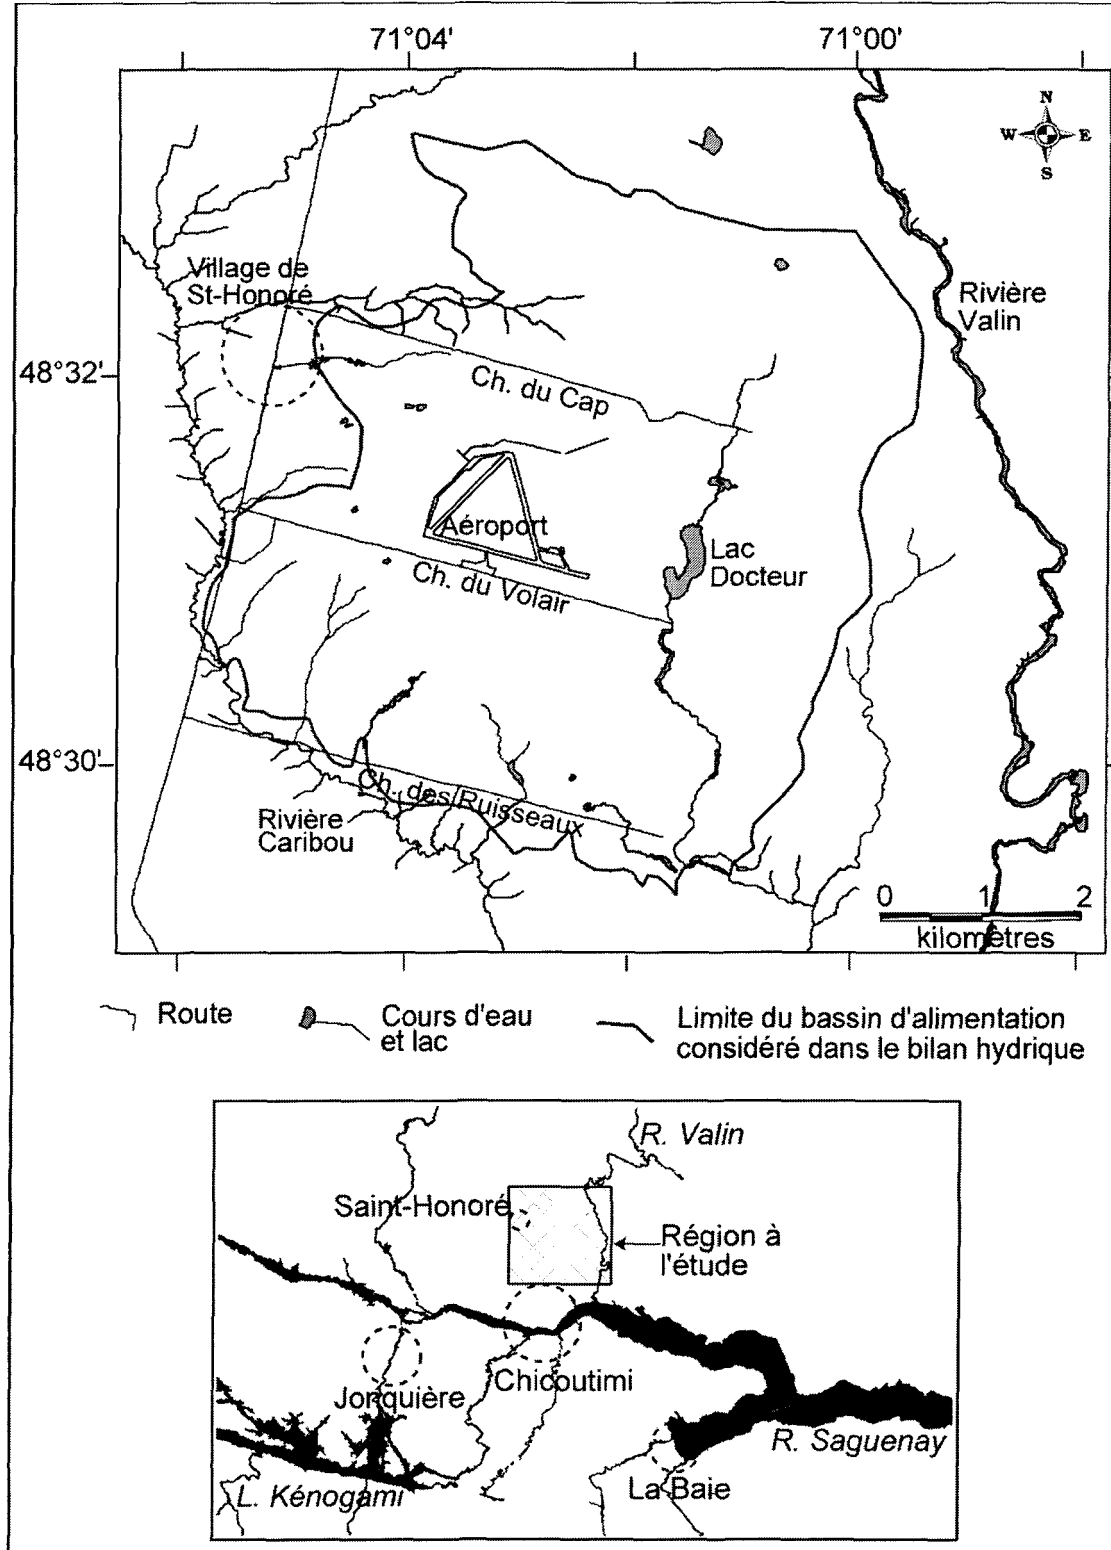 71°04'
71°00'
N
W
E
S
Village de
St-Honoré
Rivière
Valin
48°32'
Ch. du Cap
Aéroport
Lac
Docteur
Ch. du Volair
48°30'
Ch. des Ruisseaux
Rivière
Caribou
0 1 2
kilomètres
Route
Cours d'eau
et lac
Limite du bassin d'alimentation
considéré dans le bilan hydrique
R. Valin
Saint-Honoré
Région à
l'étude
Chicoutimi
Jonquière
R. Saguenay
La Baie
L. Kénogami